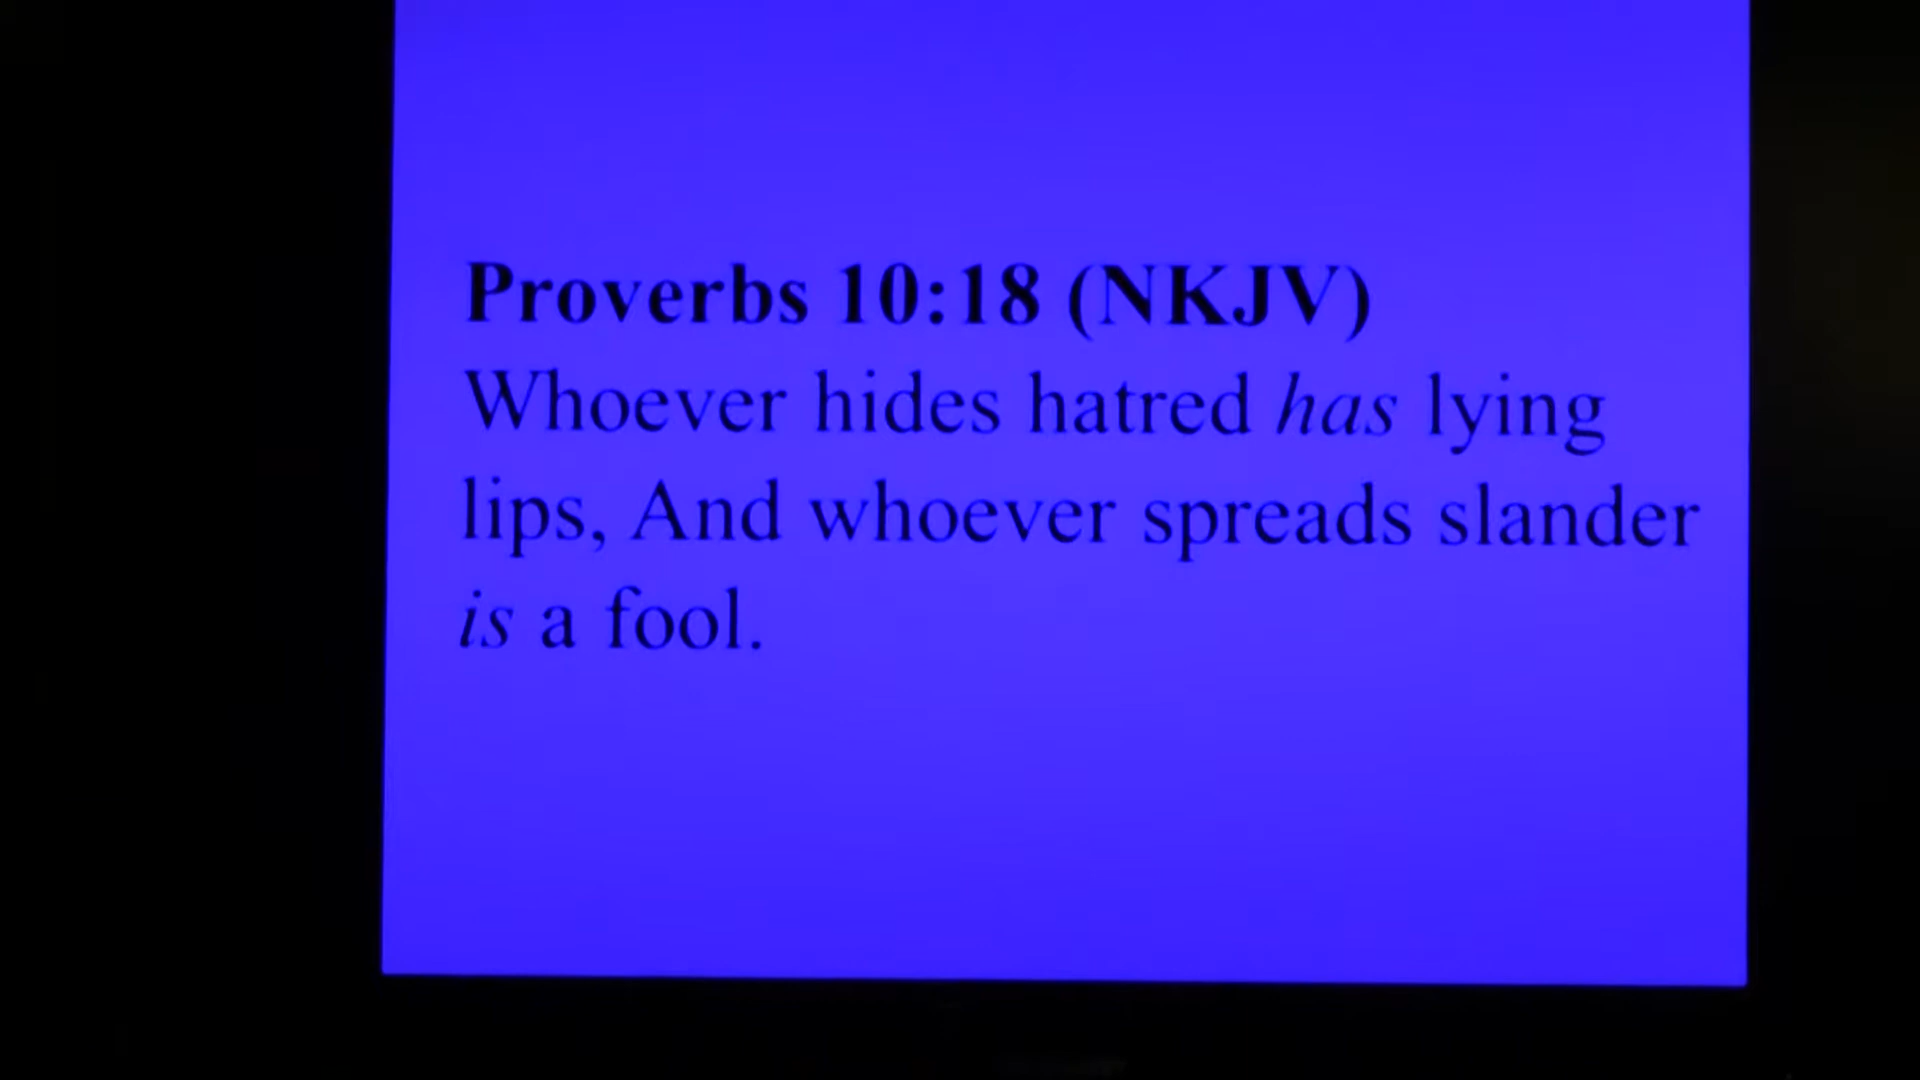 Proverbs 10:18 (NKJV)
Whoever hides hatred has lying
lips, And whoever spreads slander
is a fool.